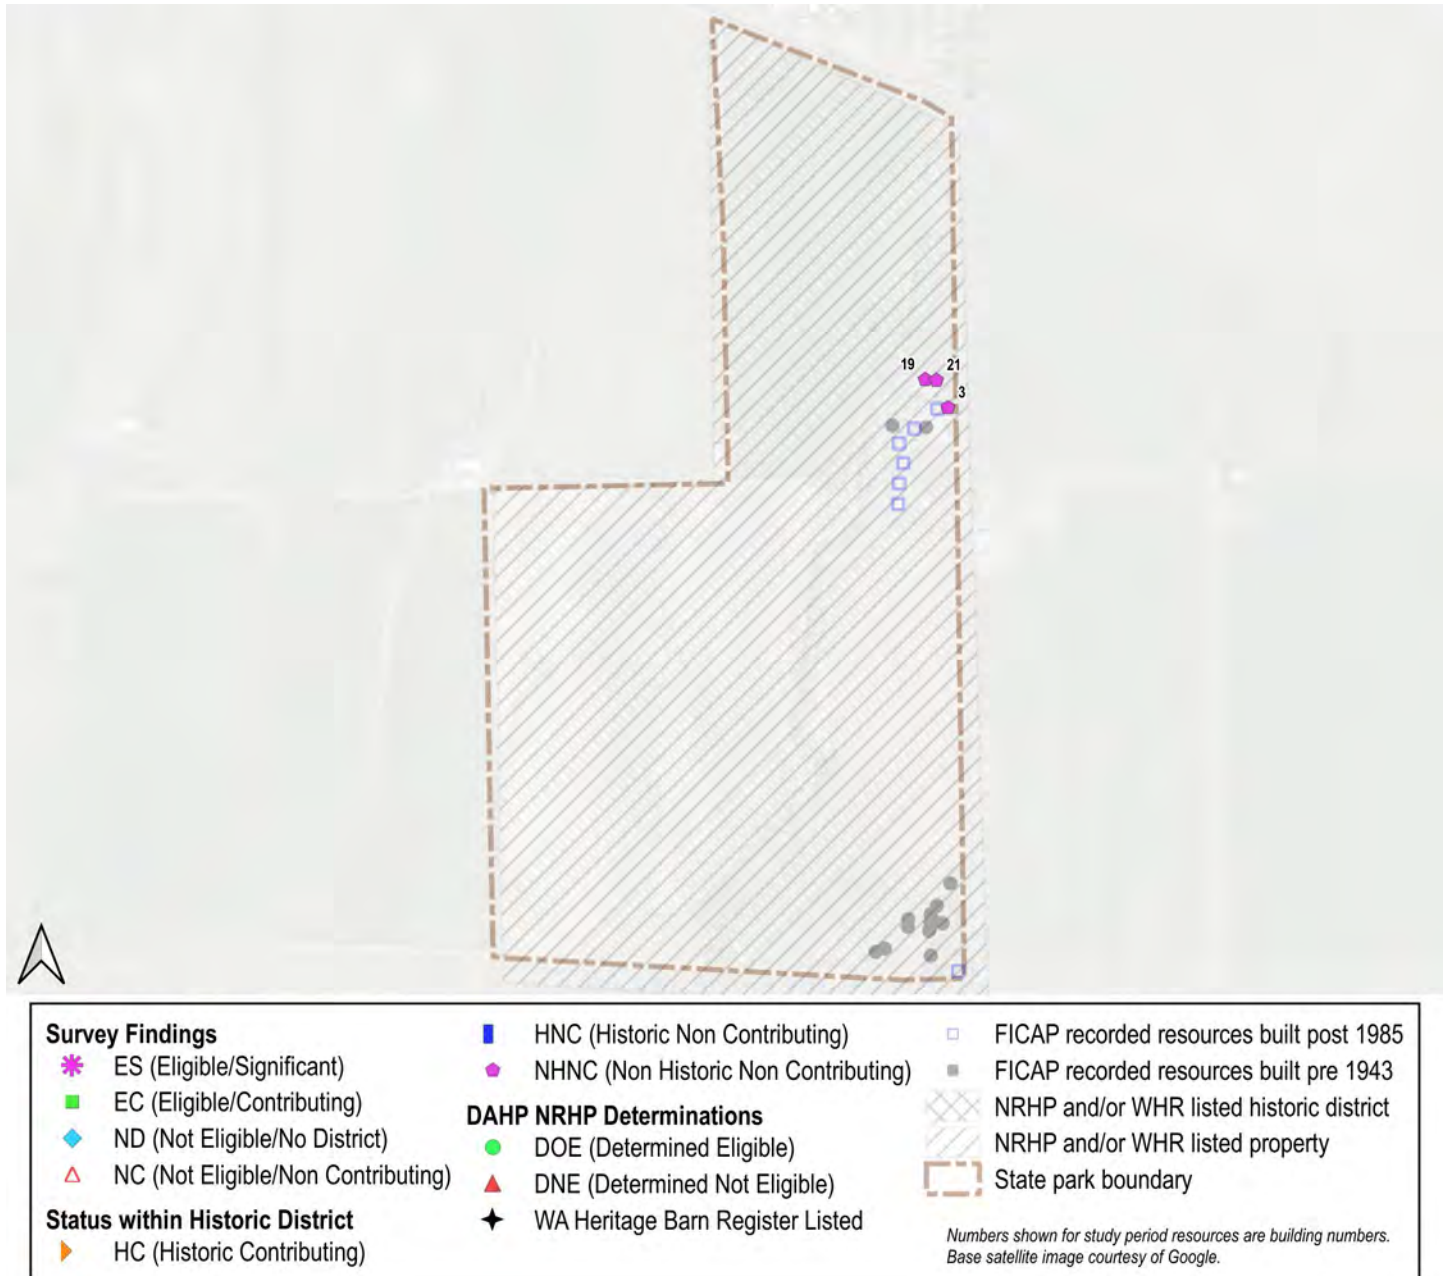 19
21
3
Survey Findings
ES (Eligible/Significant)
EC (Eligible/Contributing)
ND (Not Eligible/No District)
NC (Not Eligible/Non Contributing)
Status within Historic District
HC (Historic Contributing)
HNC (Historic Non Contributing)
NHNC (Non Historic Non Contributing)
DAHP NRHP Determinations
DOE (Determined Eligible)
DNE (Determined Not Eligible)
WA Heritage Barn Register Listed
FICAP recorded resources built post 1985
FICAP recorded resources built pre 1943
NRHP and/or WHR listed historic district
NRHP and/or WHR listed property
State park boundary
Numbers shown for study period resources are building numbers.
Base satellite image courtesy of Google.